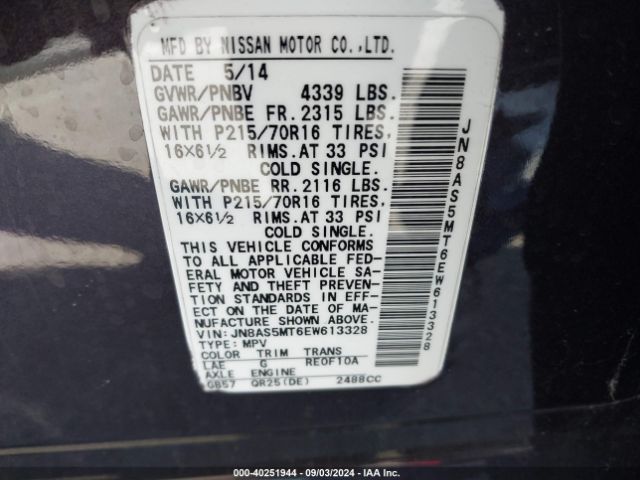 MFD BY NISSAN MOTOR CO.,LTD.
DATE 5/14
GVWR/PNBV 4339 LBS.
GAWR/PNBE FR. 2315 LBS.
WITH P215/70R16 TIRES,
16×6½ RIMS.AT 33 PSI
COLD SINGLE.
GAWR/PNBE RR. 2116 LBS.
WITH P215/70R16 TIRES,
16×6½ RIMS.AT 33 PSI
COLD SINGLE.
THIS VEHICLE CONFORMS
TO ALL APPLICABLE FED-
ERAL MOTOR VEHICLE SA-
FETY AND THEFT PREVEN-
TION STANDARDS IN EFF-
ECT ON THE DATE OF MA-
NUFACTURE SHOWN ABOVE.
VIN: JN8AS5MT6EW613328
TYPE: MPV
COLOR TRIM TRANS
LAE G RE0F10A
AXLE ENGINE
GB57 QR25(DE) 2488CC
JN8AS5MT6EW613328
000-40251944 - 09/03/2024 - IAA Inc.